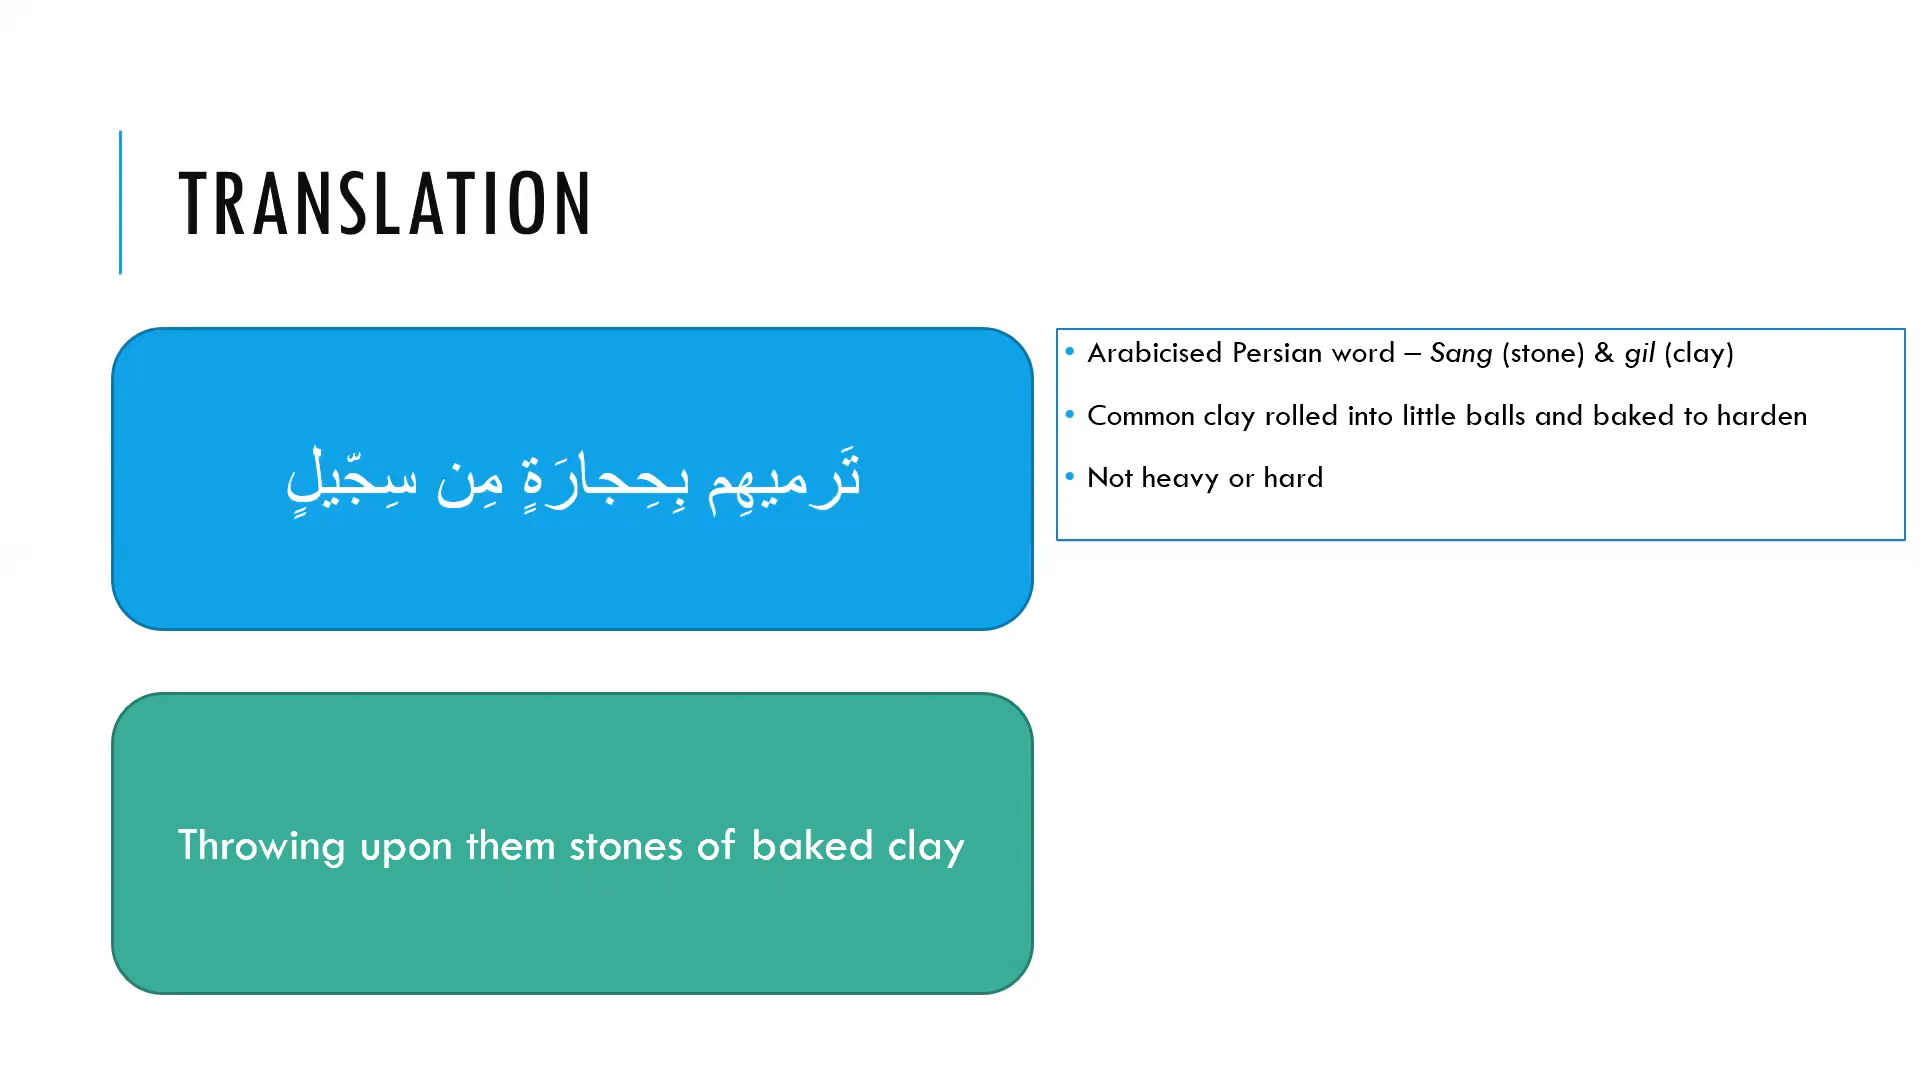 TRANSLATION
تَرميهِم بِحِجارَةٍ مِن سِجّيلٍ
• Arabicised Persian word – Sang (stone) & gil (clay)
• Common clay rolled into little balls and baked to harden
• Not heavy or hard
Throwing upon them stones of baked clay